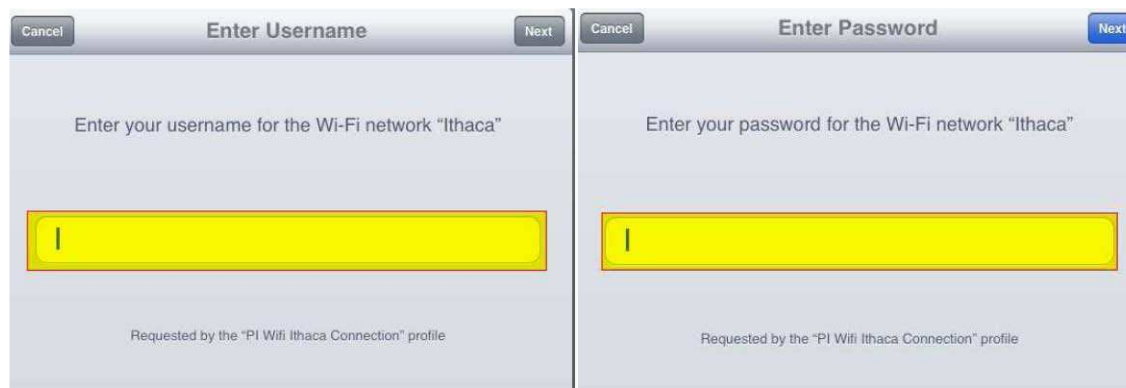 Cancel Enter Username Next
Enter your username for the Wi-Fi network “Ithaca”
Requested by the “PI Wifi Ithaca Connection” profile
Cancel Enter Password Next
Enter your password for the Wi-Fi network “Ithaca”
Requested by the “PI Wifi Ithaca Connection” profile